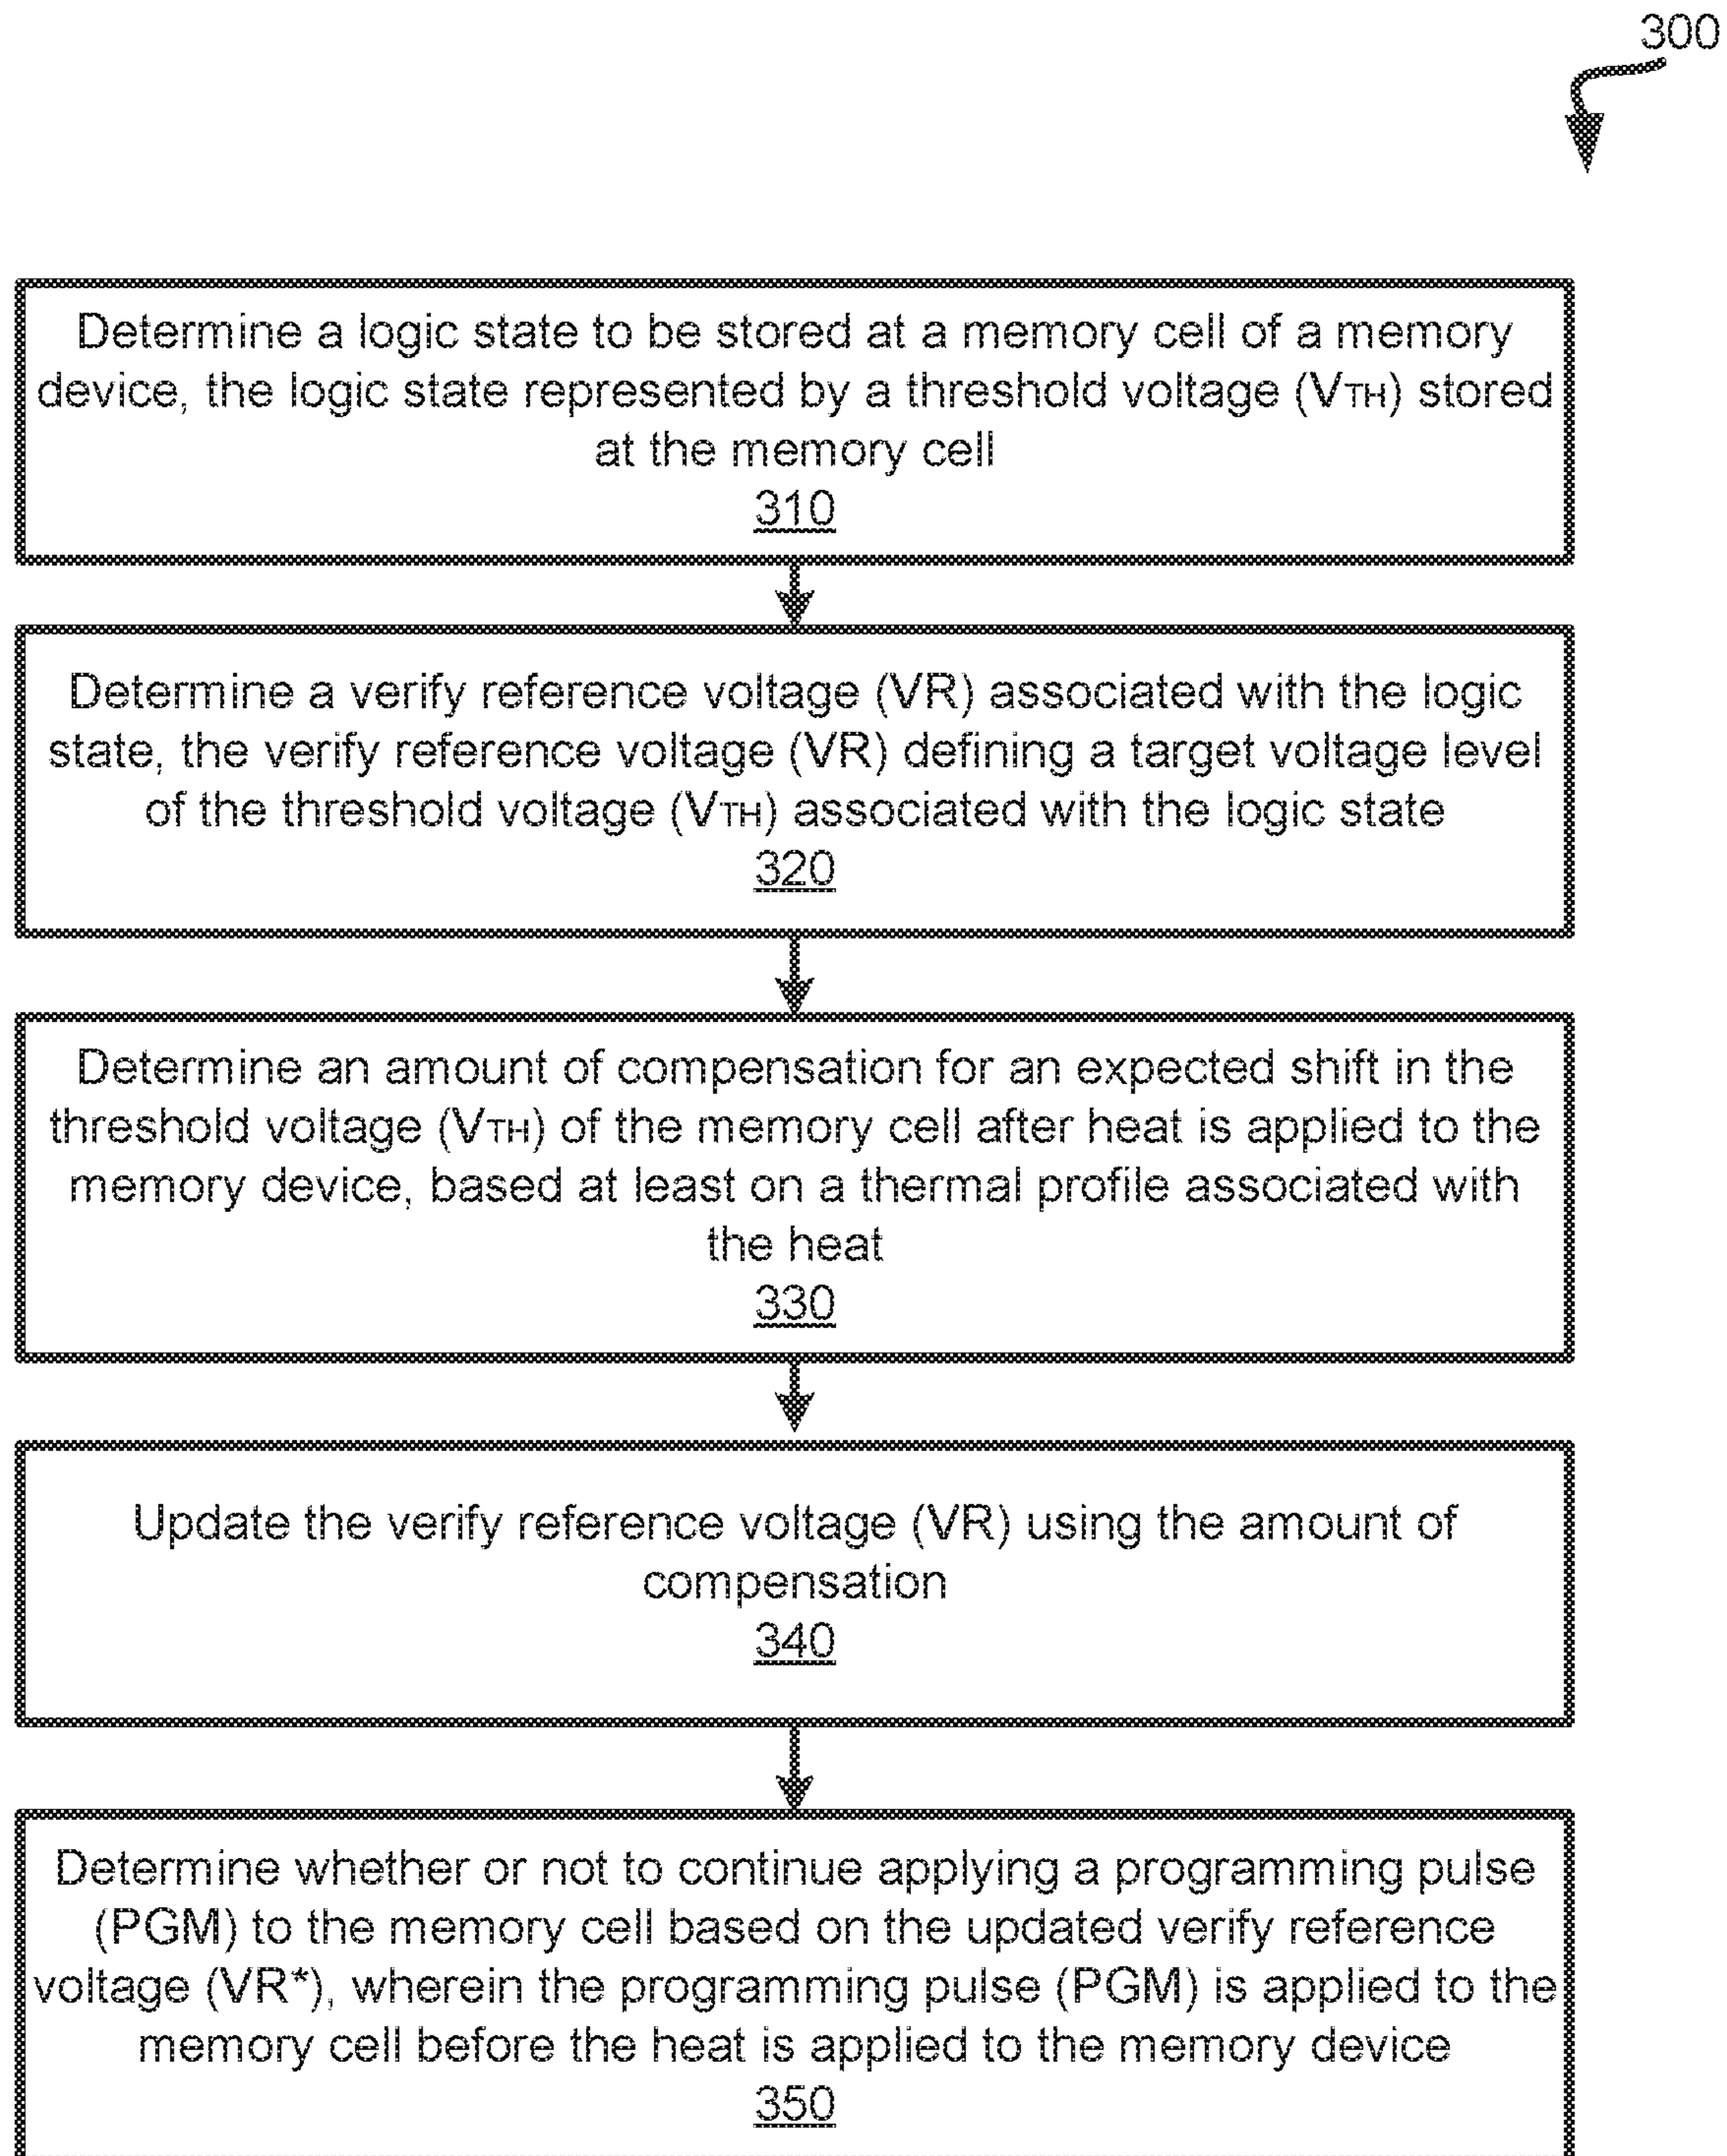 300
Determine a logic state to be stored at a memory cell of a memory
device, the logic state represented by a threshold voltage (VTH) stored
at the memory cell
310
Determine a verify reference voltage (VR) associated with the logic
state, the verify reference voltage (VR) defining a target voltage level
of the threshold voltage (VTH) associated with the logic state
320
Determine an amount of compensation for an expected shift in the
threshold voltage (VTH) of the memory cell after heat is applied to the
memory device, based at least on a thermal profile associated with
the heat
330
Update the verify reference voltage (VR) using the amount of
compensation
340
Determine whether or not to continue applying a programming pulse
(PGM) to the memory cell based on the updated verify reference
voltage (VR*), wherein the programming pulse (PGM) is applied to the
memory cell before the heat is applied to the memory device
350